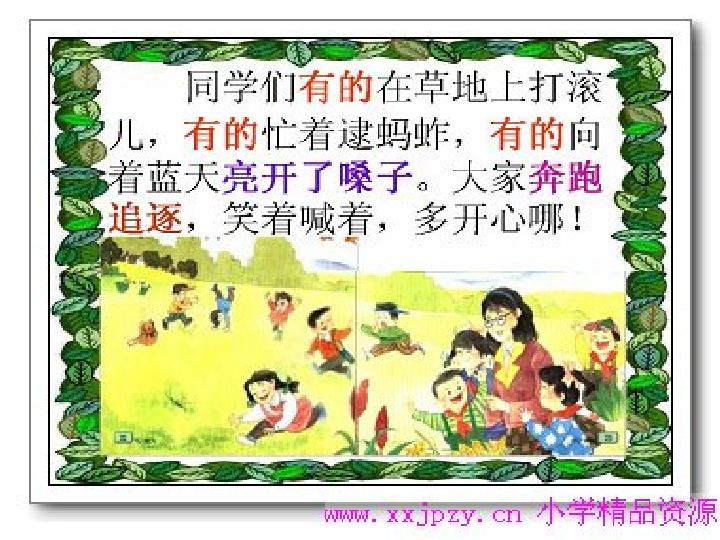 同学们有的在草地上打滚
儿，有的忙着逮蚂蚱，有的向
着蓝天亮开了嗓子。大家奔跑
追逐，笑着喊着，多开心哪！
www.xxjpzy.cn 小学精品资源